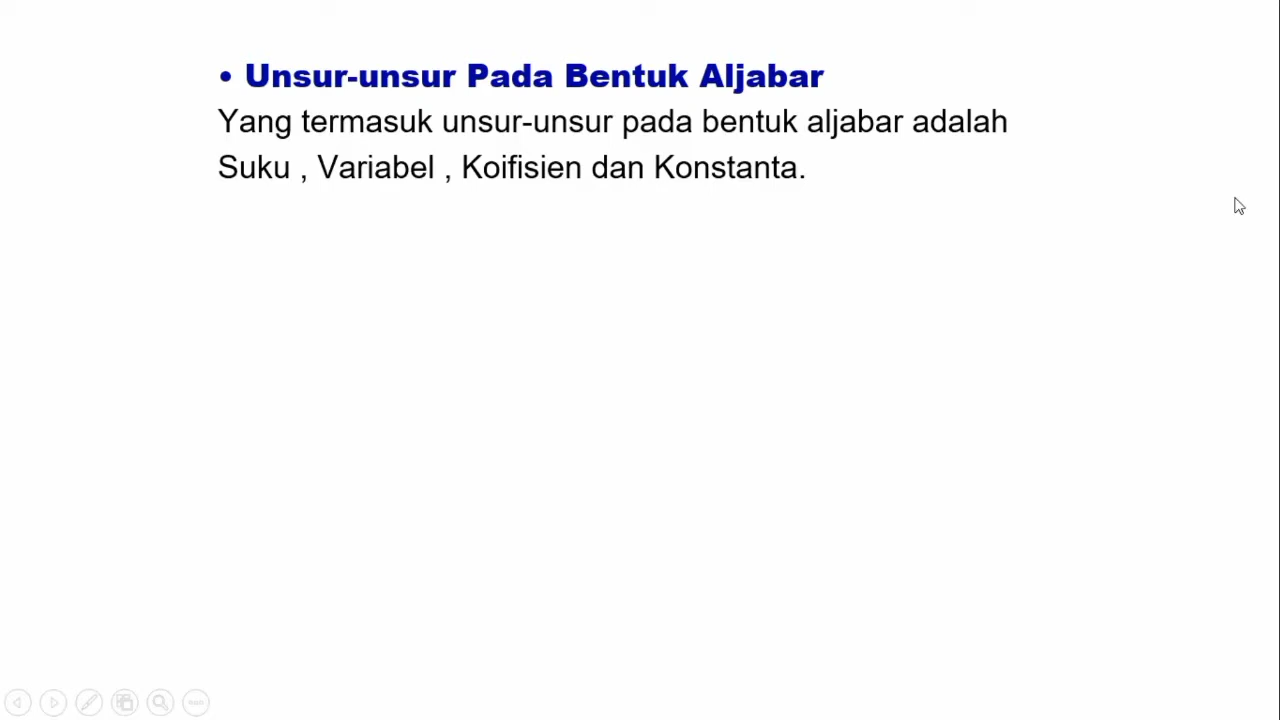 • Unsur-unsur Pada Bentuk Aljabar
Yang termasuk unsur-unsur pada bentuk aljabar adalah
Suku , Variabel , Koifisien dan Konstanta.